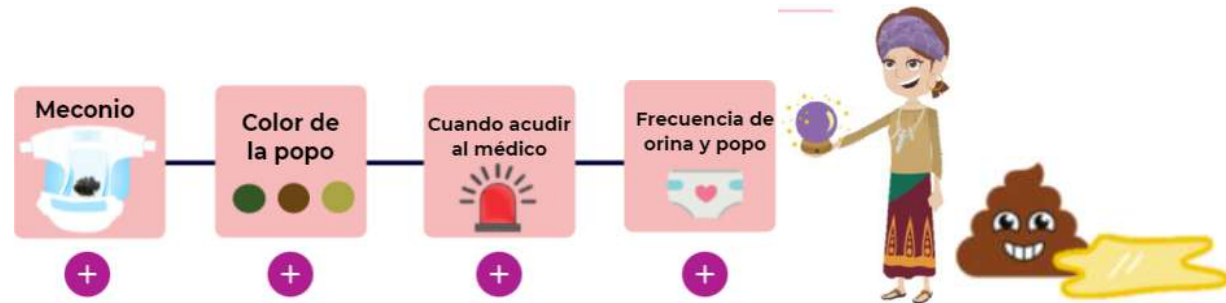 Meconio
Color de
la popo
Cuando acudir
al médico
Frecuencia de
orina y popo
+
+
+
+